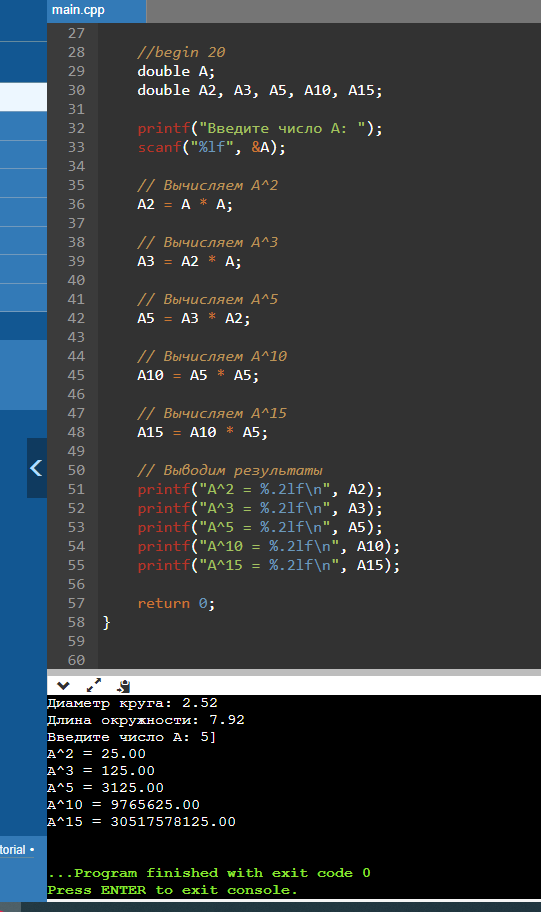 main.cpp
27
28 //begin 20
29 double A;
30 double A2, A3, A5, A10, A15;
31
32 printf("Введите число A: ");
33 scanf("%lf", &A);
34
35 // Вычисляем A^2
36 A2 = A * A;
37
38 // Вычисляем A^3
39 A3 = A2 * A;
40
41 // Вычисляем A^5
42 A5 = A3 * A2;
43
44 // Вычисляем A^10
45 A10 = A5 * A5;
46
47 // Вычисляем A^15
48 A15 = A10 * A5;
49
50 // Выводим результаты
51 printf("A^2 = %.2lf\n", A2);
52 printf("A^3 = %.2lf\n", A3);
53 printf("A^5 = %.2lf\n", A5);
54 printf("A^10 = %.2lf\n", A10);
55 printf("A^15 = %.2lf\n", A15);
56
57 return 0;
58 }
59
60
Диаметр круга: 2.52
Длина окружности: 7.92
Введите число A: 5]
A^2 = 25.00
A^3 = 125.00
A^5 = 3125.00
A^10 = 9765625.00
A^15 = 30517578125.00
torial •
...Program finished with exit code 0
Press ENTER to exit console.